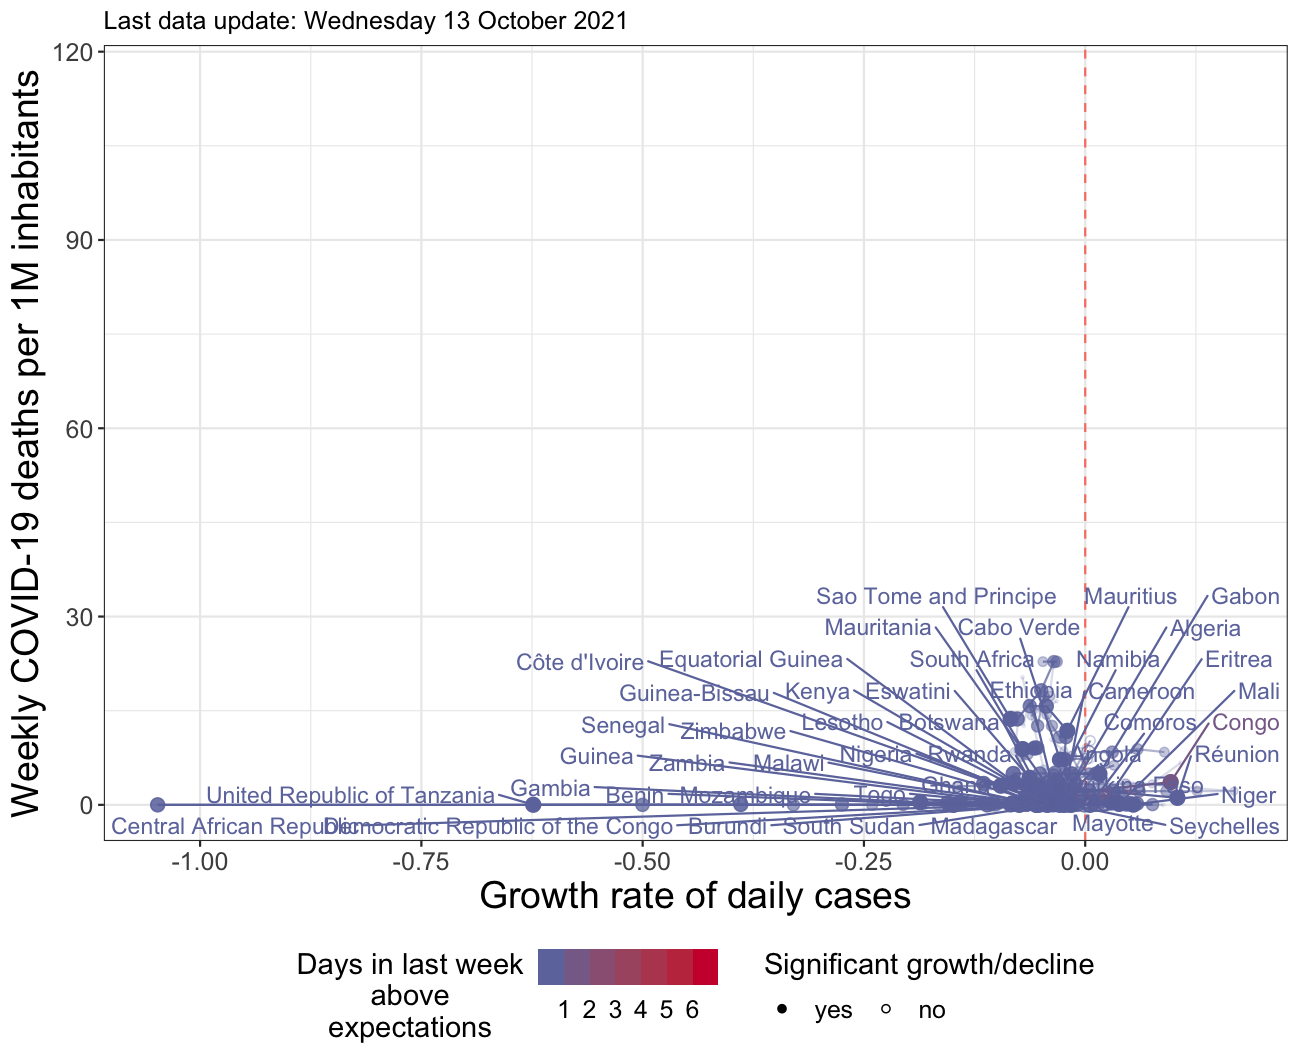 Last data update: Wednesday 13 October 2021
Weekly COVID-19 deaths per 1M inhabitants
120
90
60
30
0
Sao Tome and Principe
Mauritius
Gabon
Mauritania
Cabo Verde
Algeria
Côte d'Ivoire
Equatorial Guinea
South Africa
Namibia
Eritrea
Guinea-Bissau
Kenya
Eswatini
Ethiopia
Cameroon
Mali
Senegal
Zimbabwe
Lesotho
Botswana
Comoros
Congo
Guinea
Zambia
Malawi
Nigeria
Rwanda
Angola
Réunion
Gambia
Ghana
Faso
United Republic of Tanzania
Benin
Mozambique
Togo
Niger
Central African Republic
Democratic Republic of the Congo
Burundi
South Sudan
Madagascar
Mayotte
Seychelles
-1.00
-0.75
-0.50
-0.25
0.00
Growth rate of daily cases
Days in last week
above
expectations
1 2 3 4 5 6
Significant growth/decline
yes
no